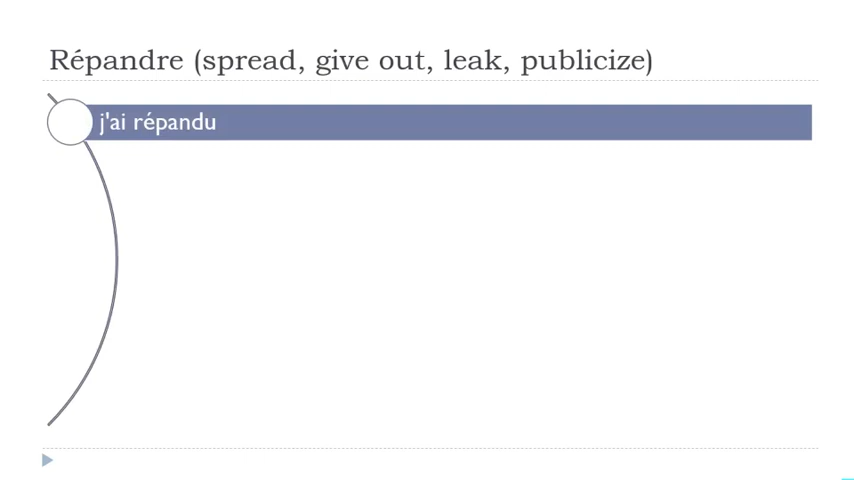 Répandre (spread, give out, leak, publicize)
j'ai répandu